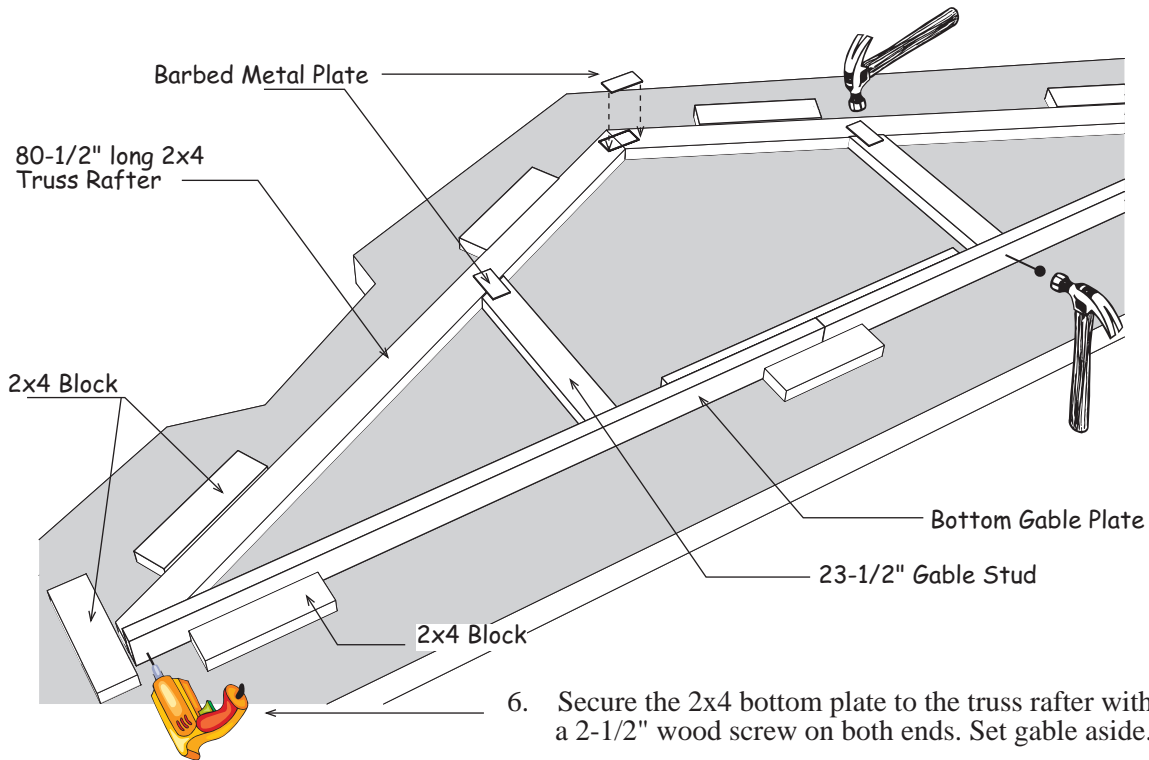 Barbed Metal Plate
80-1/2" long 2x4
Truss Rafter
2x4 Block
Bottom Gable Plate
23-1/2" Gable Stud
2x4 Block
6. Secure the 2x4 bottom plate to the truss rafter with
a 2-1/2" wood screw on both ends. Set gable aside.